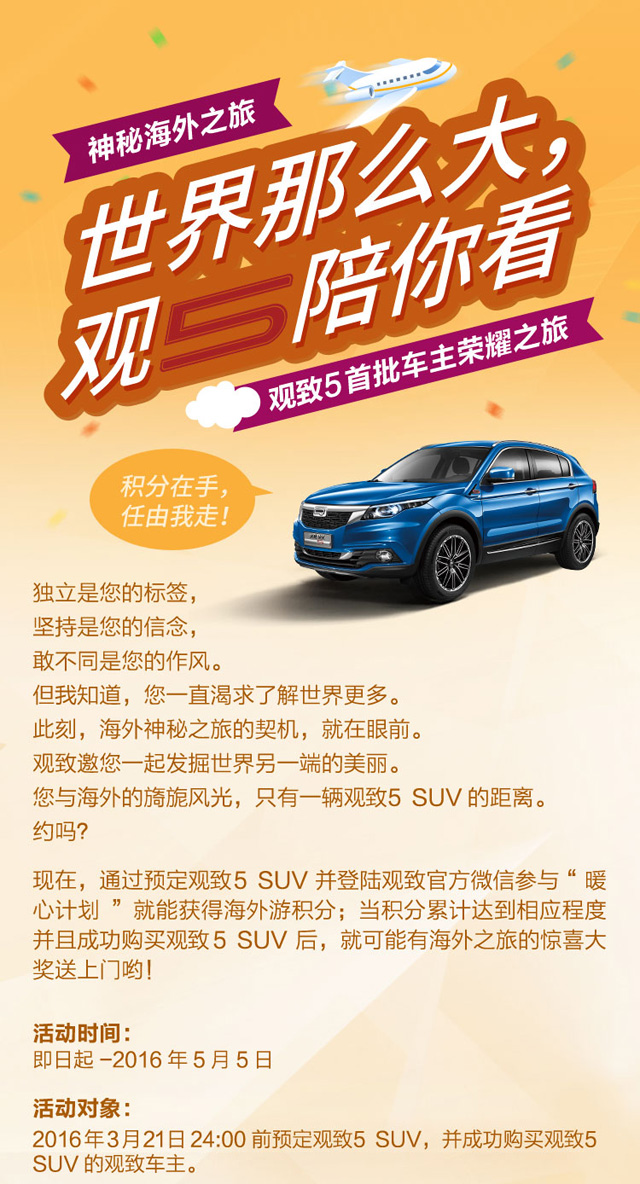 神秘海外之旅
世界那么大，
观5陪你看
观致5首批车主荣耀之旅
积分在手，
任由我走！
独立是您的标签，
坚持是您的信念，
敢不同是您的作风。
但我知道，您一直渴求了解世界更多。
此刻，海外神秘之旅的契机，就在眼前。
观致邀您一起发掘世界另一端的美丽。
您与海外的旖旎风光，只有一辆观致5 SUV 的距离。
约吗？
现在，通过预定观致5 SUV 并登陆观致官方微信参与“ 暖
心计划 ”就能获得海外游积分；当积分累计达到相应程度
并且成功购买观致5 SUV 后，就可能有海外之旅的惊喜大
奖送上门哟！
活动时间：
即日起 –2016 年 5 月 5 日
活动对象：
2016年3月21日 24:00 前预定观致5 SUV，并成功购买观致5
SUV 的观致车主。